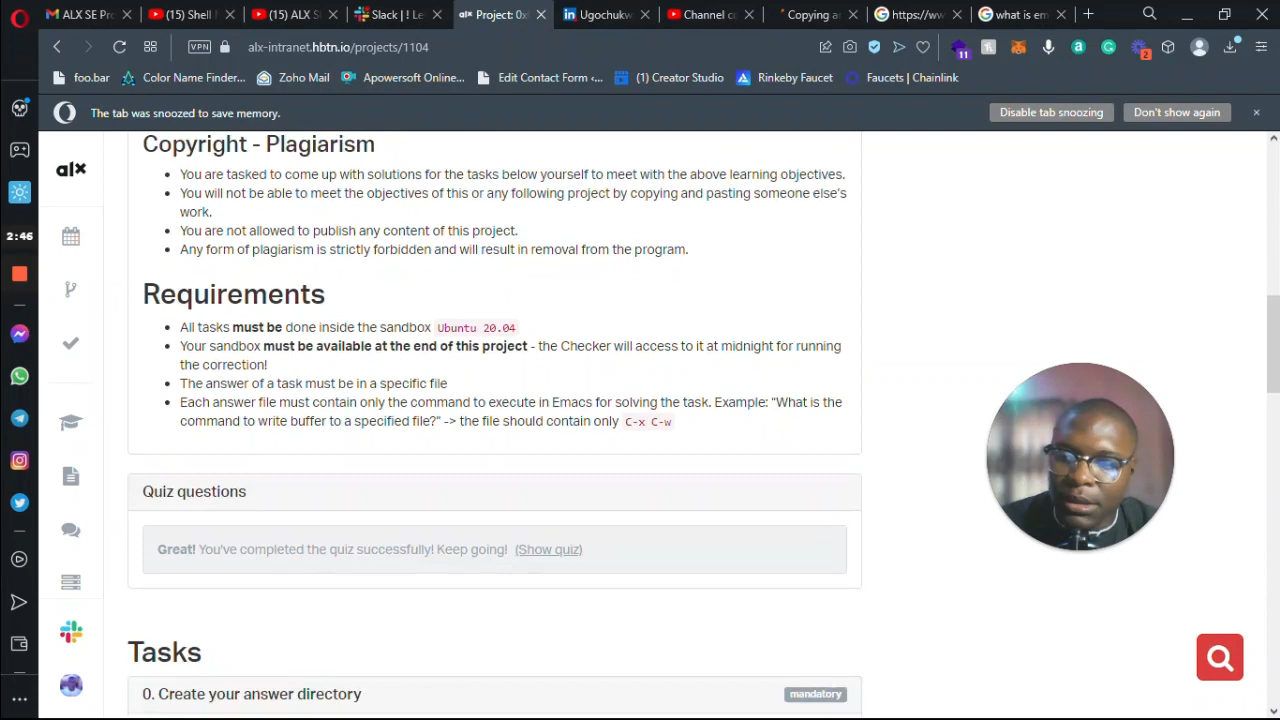 Project
(15) Shell
(15) ALX S
Slack | ! Le
Project: 0x
Ugochukw
Channel c
Copying a
https://ww
what is em
VPN
alx-intranet.hbtn.io/projects/1104
11
2
foo.bar
Color Name Finder...
Zoho Mail
Apowersoft Online...
Edit Contact Form ‹...
(1) Creator Studio
Rinkeby Faucet
Faucets | Chainlink
The tab was snoozed to save memory.
Disable tab snoozing
Don't show again
alx
2:46
Copyright - Plagiarism
• You are tasked to come up with solutions for the tasks below yourself to meet with the above learning objectives.
• You will not be able to meet the objectives of this or any following project by copying and pasting someone else's
work.
• You are not allowed to publish any content of this project.
• Any form of plagiarism is strictly forbidden and will result in removal from the program.
Requirements
• All tasks must be done inside the sandbox Ubuntu 20.04
• Your sandbox must be available at the end of this project - the Checker will access to it at midnight for running
the correction!
• The answer of a task must be in a specific file
• Each answer file must contain only the command to execute in Emacs for solving the task. Example: "What is the
command to write buffer to a specified file?" -> the file should contain only C-x C-w
Quiz questions
Great! You've completed the quiz successfully! Keep going! (Show quiz)
Tasks
0. Create your answer directory
mandatory